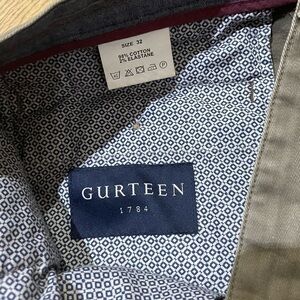 SIZE 32
98% COTTON
2% ELASTANE
GURTEEN
1784